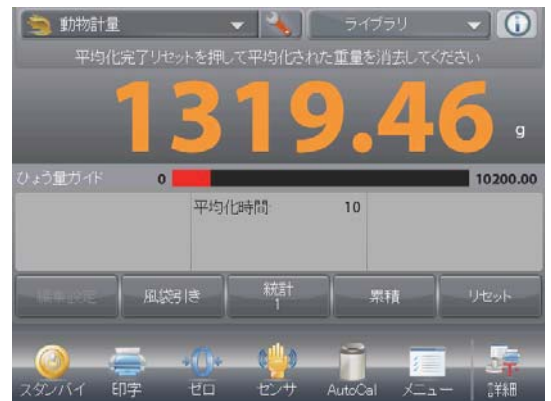 動物計量 ライブラリ
平均化完了リセットを押して平均化された重量を消去してください
1319.46 g
ひょう量ガイド 0 10200.00
平均化時間: 10
編集設定 風袋引き 統計 累積 リセット
1
スタンバイ 印字 ゼロ センサ AutoCal メニュー 詳細